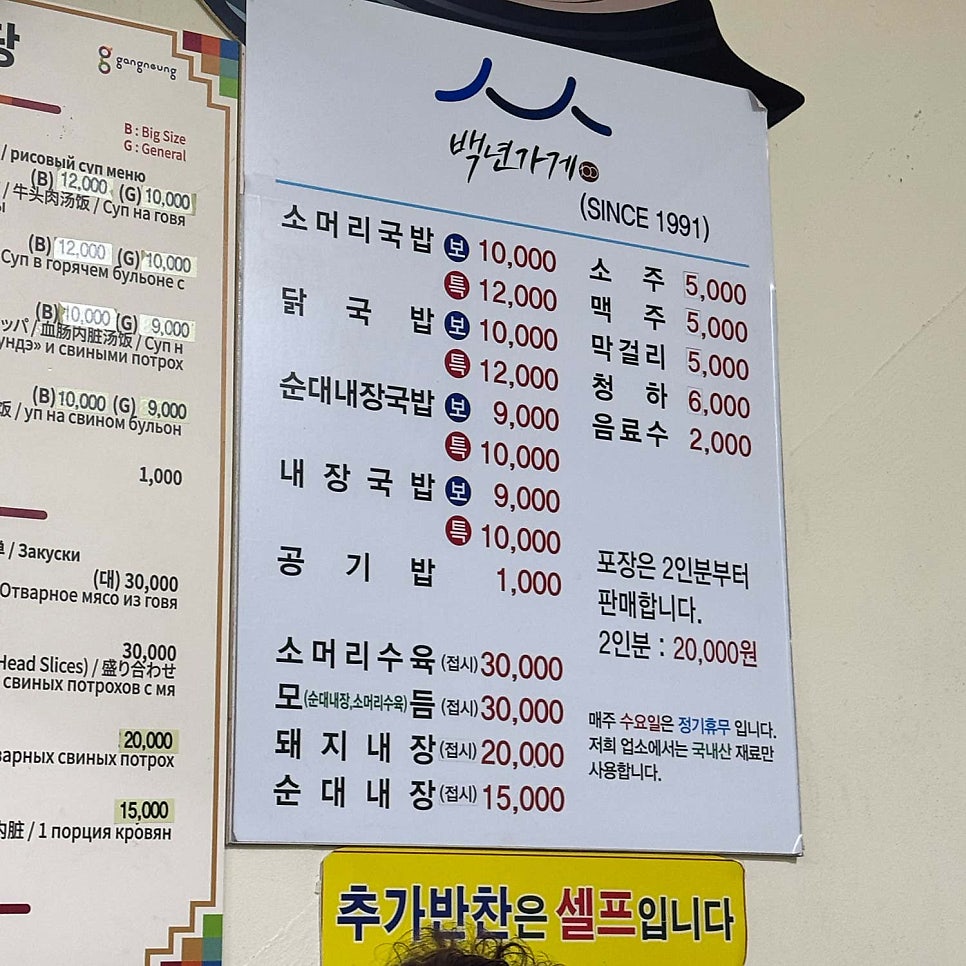 당
gangneung
B : Big Size
G : General
/ рисовый суп меню
(B) 12,000 (G) 10,000
/ 牛头肉汤饭 / Суп на говя
(B) 12,000 (G) 10,000
Суп в горячем бульоне с
(B) 10,000 (G) 9,000
ッパ / 血肠内脏汤饭 / Суп н
ундэ» и свиными потрох
(B) 10,000 (G) 9,000
饭 / уп на свином бульон
1,000
/ Закуски
(대) 30,000
Отварное мясо из говя
30,000
Head Slices) / 盛り合わせ
свиных потрохов с мя
20,000
варных свиных потрох
15,000
内脏 / 1 порция кровян
백년가게 100
(SINCE 1991)
소머리국밥 보 10,000
특 12,000
닭국밥 보 10,000
특 12,000
순대내장국밥 보 9,000
특 10,000
내장국밥 보 9,000
특 10,000
공기밥 1,000
소머리수육 (접시) 30,000
모(순대내장,소머리수육)듬 (접시) 30,000
돼지내장 (접시) 20,000
순대내장 (접시) 15,000
소주 5,000
맥주 5,000
막걸리 5,000
청하 6,000
음료수 2,000
포장은 2인분부터
판매합니다.
2인분 : 20,000원
매주 수요일은 정기휴무 입니다.
저희 업소에서는 국내산 재료만
사용합니다.
추가반찬은 셀프입니다